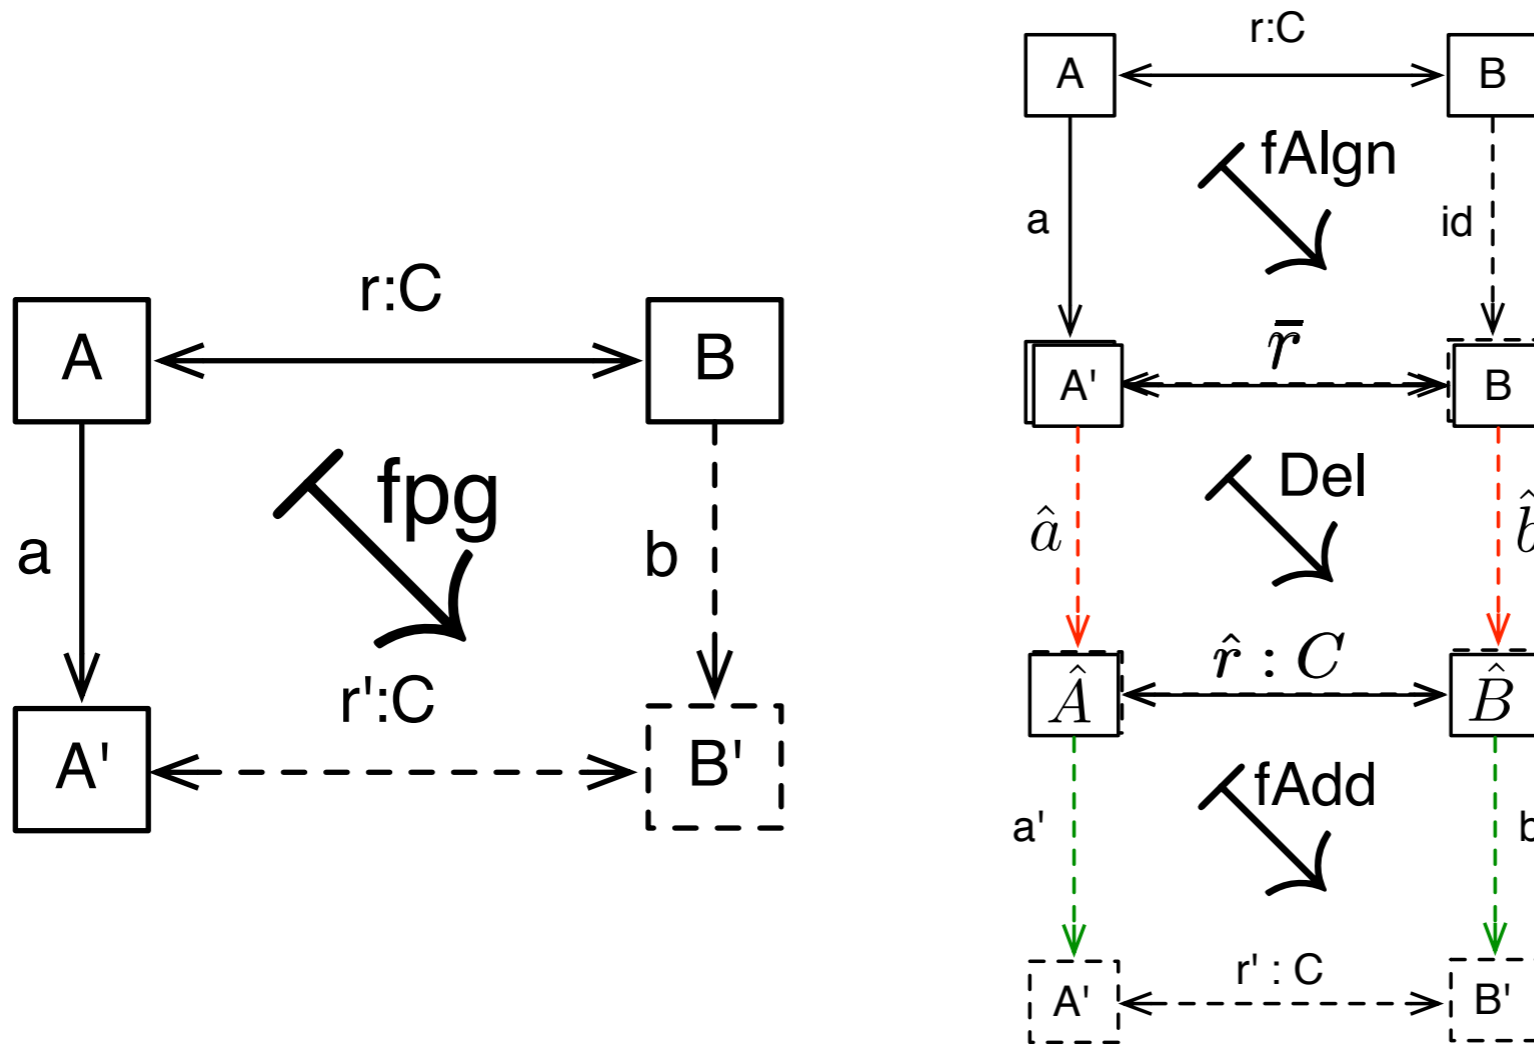 r:C
A
B
fpg
a
b
r':C
A'
B'
r:C
A
B
fAlgn
a
id
r̄
A'
B
Del
â
b̂
r̂ : C
Â
B̂
fAdd
a'
b
r' : C
A'
B'